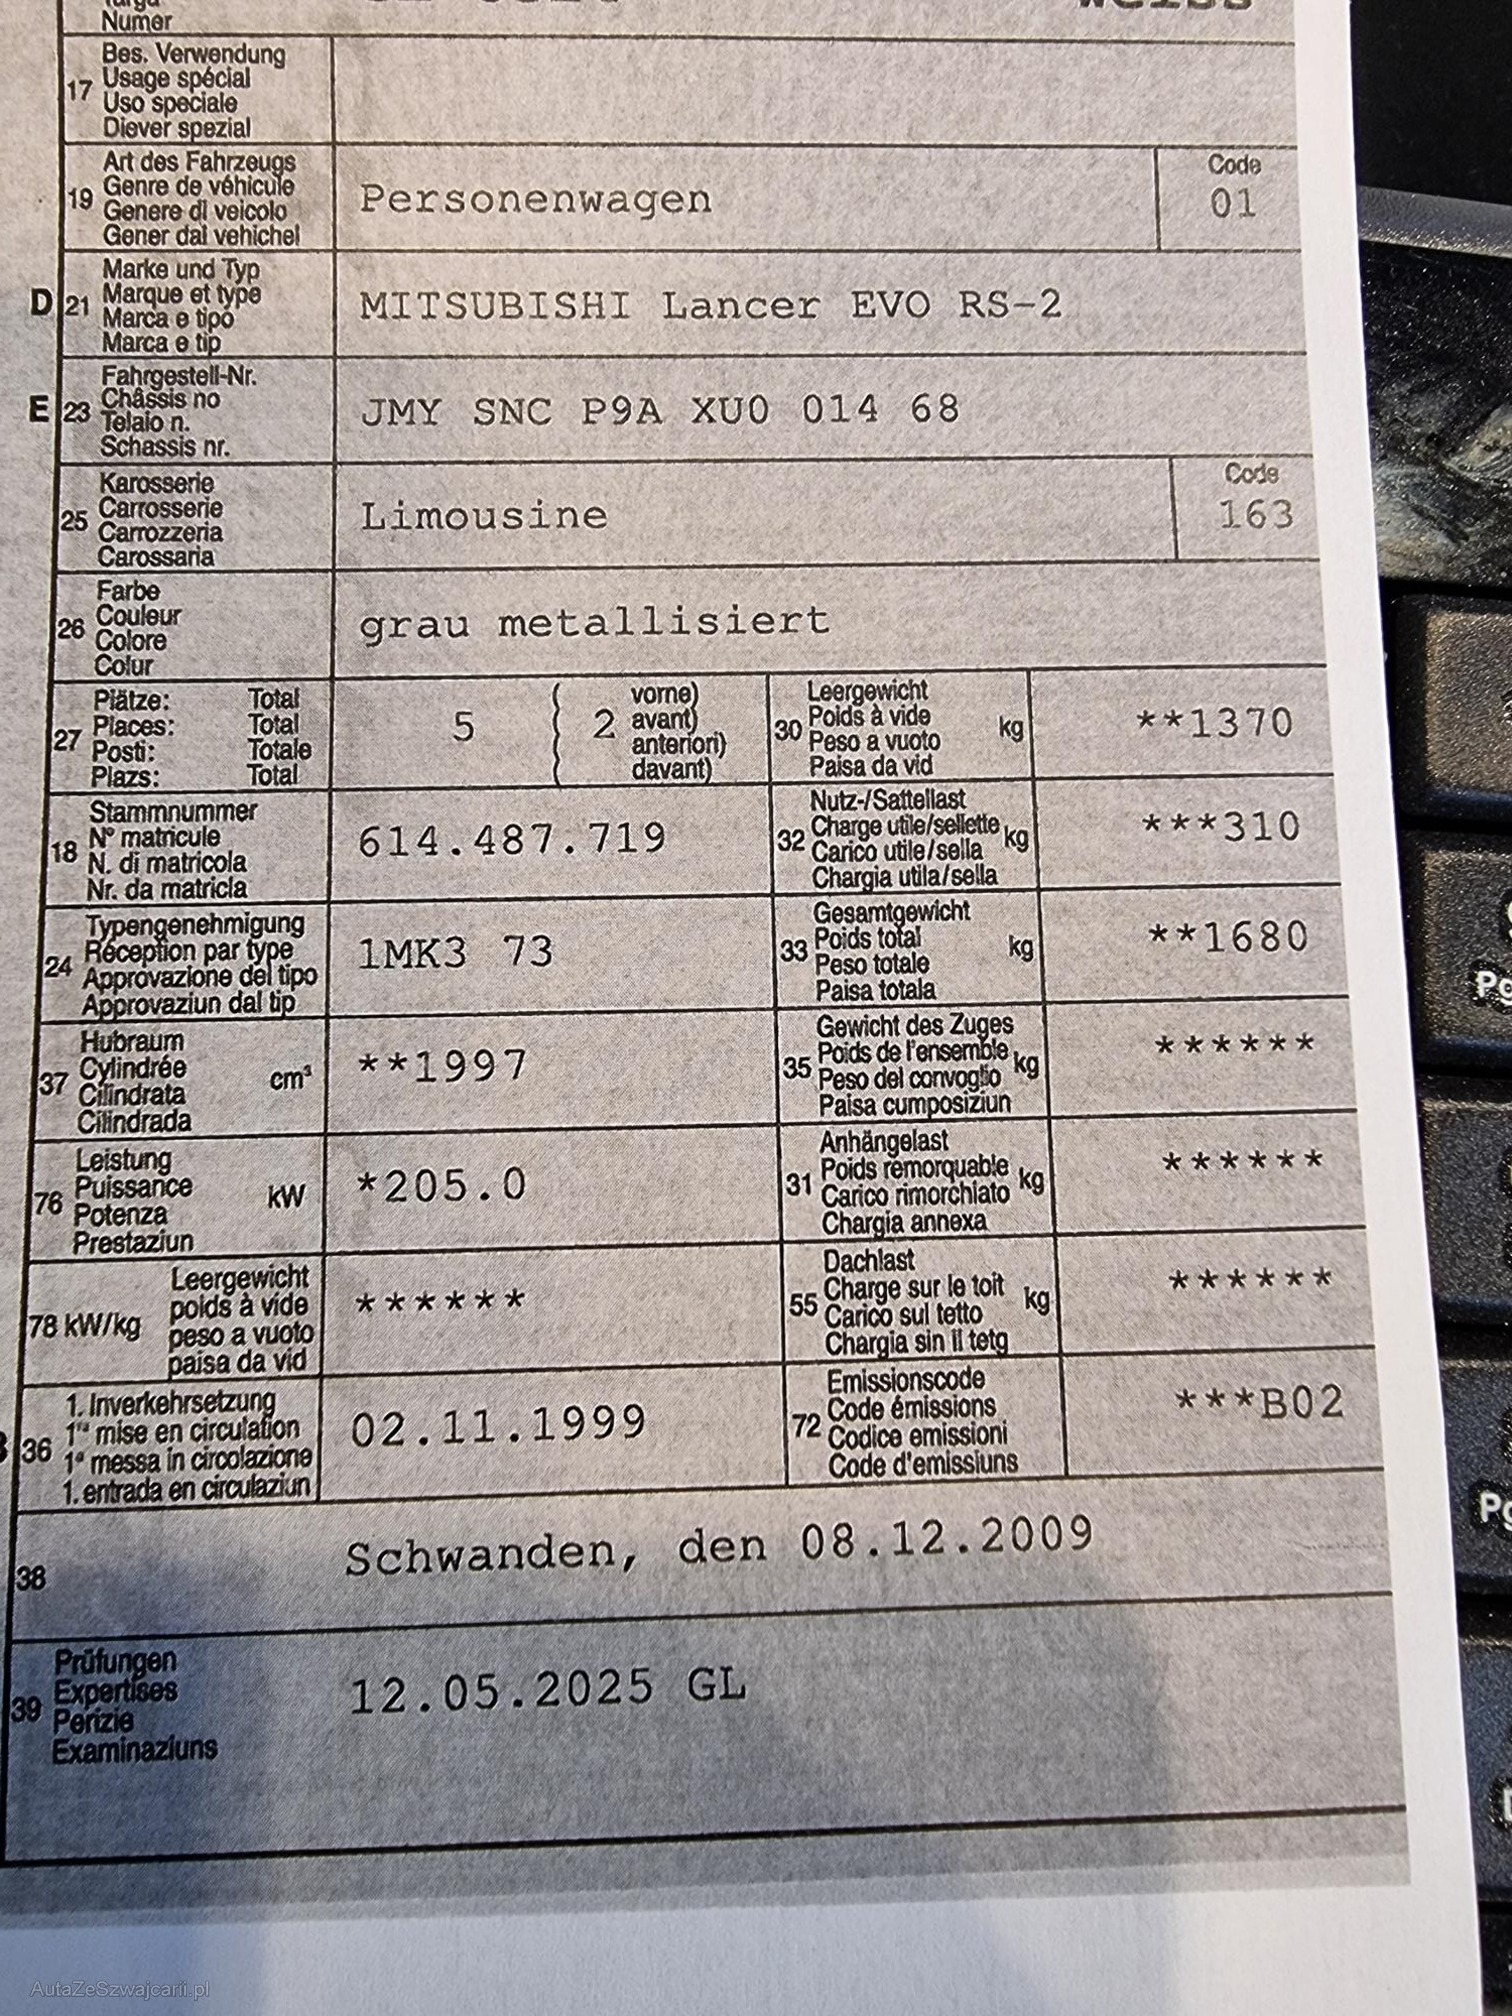 Targa
Numer
weiss
17
Bes. Verwendung
Usage spécial
Uso speciale
Diever spezial
19
Art des Fahrzeugs
Genre de véhicule
Genere di veicolo
Gener dal vehichel
Personenwagen
Code
01
D
21
Marke und Typ
Marque et type
Marca e tipo
Marca e tip
MITSUBISHI Lancer EVO RS-2
E
23
Fahrgestell-Nr.
Châssis no
Telaio n.
Schassis nr.
JMY SNC P9A XU0 014 68
25
Karosserie
Carrosserie
Carrozzeria
Carossaria
Limousine
Code
163
26
Farbe
Couleur
Colore
Colur
grau metallisiert
27
Plätze: Total
Places: Total
Posti: Totale
Plazs: Total
5 ( 2
vorne)
avant)
anteriori)
davant)
30
Leergewicht
Poids à vide
Peso a vuoto
Paisa da vid
kg
**1370
18
Stammnummer
N° matricule
N. di matricola
Nr. da matricla
614.487.719
32
Nutz-/Sattellast
Charge utile/sellette
Carico utile/sella
Chargia utila/sella
kg
***310
24
Typengenehmigung
Réception par type
Approvazione del tipo
Approvaziun dal tip
1MK3 73
33
Gesamtgewicht
Poids total
Peso totale
Paisa totala
kg
**1680
37
Hubraum
Cylindrée
Cilindrata
Cilindrada
cm³
**1997
35
Gewicht des Zuges
Poids de l'ensemble
Peso del convoglio
Paisa cumposiziun
kg
******
76
Leistung
Puissance
Potenza
Prestaziun
kW
*205.0
31
Anhängelast
Poids remorquable
Carico rimorchiato
Chargia annexa
kg
******
78 kW/kg
Leergewicht
poids à vide
peso a vuoto
paisa da vid
******
55
Dachlast
Charge sur le toit
Carico sul tetto
Chargia sin il tetg
kg
******
36
1. Inverkehrsetzung
1re mise en circulation
1a messa in circolazione
1. entrada en circulaziun
02.11.1999
72
Emissionscode
Code émissions
Codice emissioni
Code d'emissiuns
***B02
38
Schwanden, den 08.12.2009
39
Prüfungen
Expertises
Perizie
Examinaziuns
12.05.2025 GL
AutaZeSzwajcarii.pl